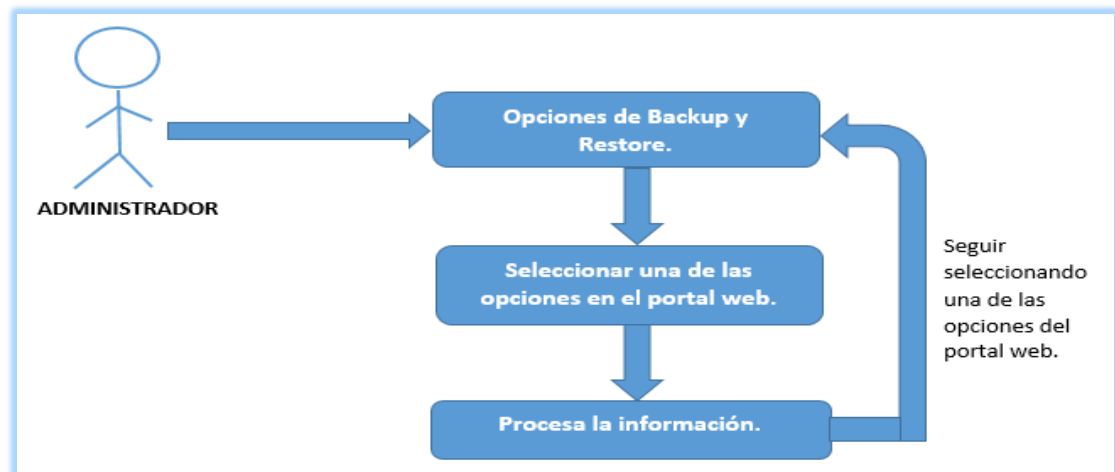 Opciones de Backup y
Restore.
ADMINISTRADOR
Seleccionar una de las
opciones en el portal web.
Seguir
seleccionando
una de las
opciones del
portal web.
Procesa la información.